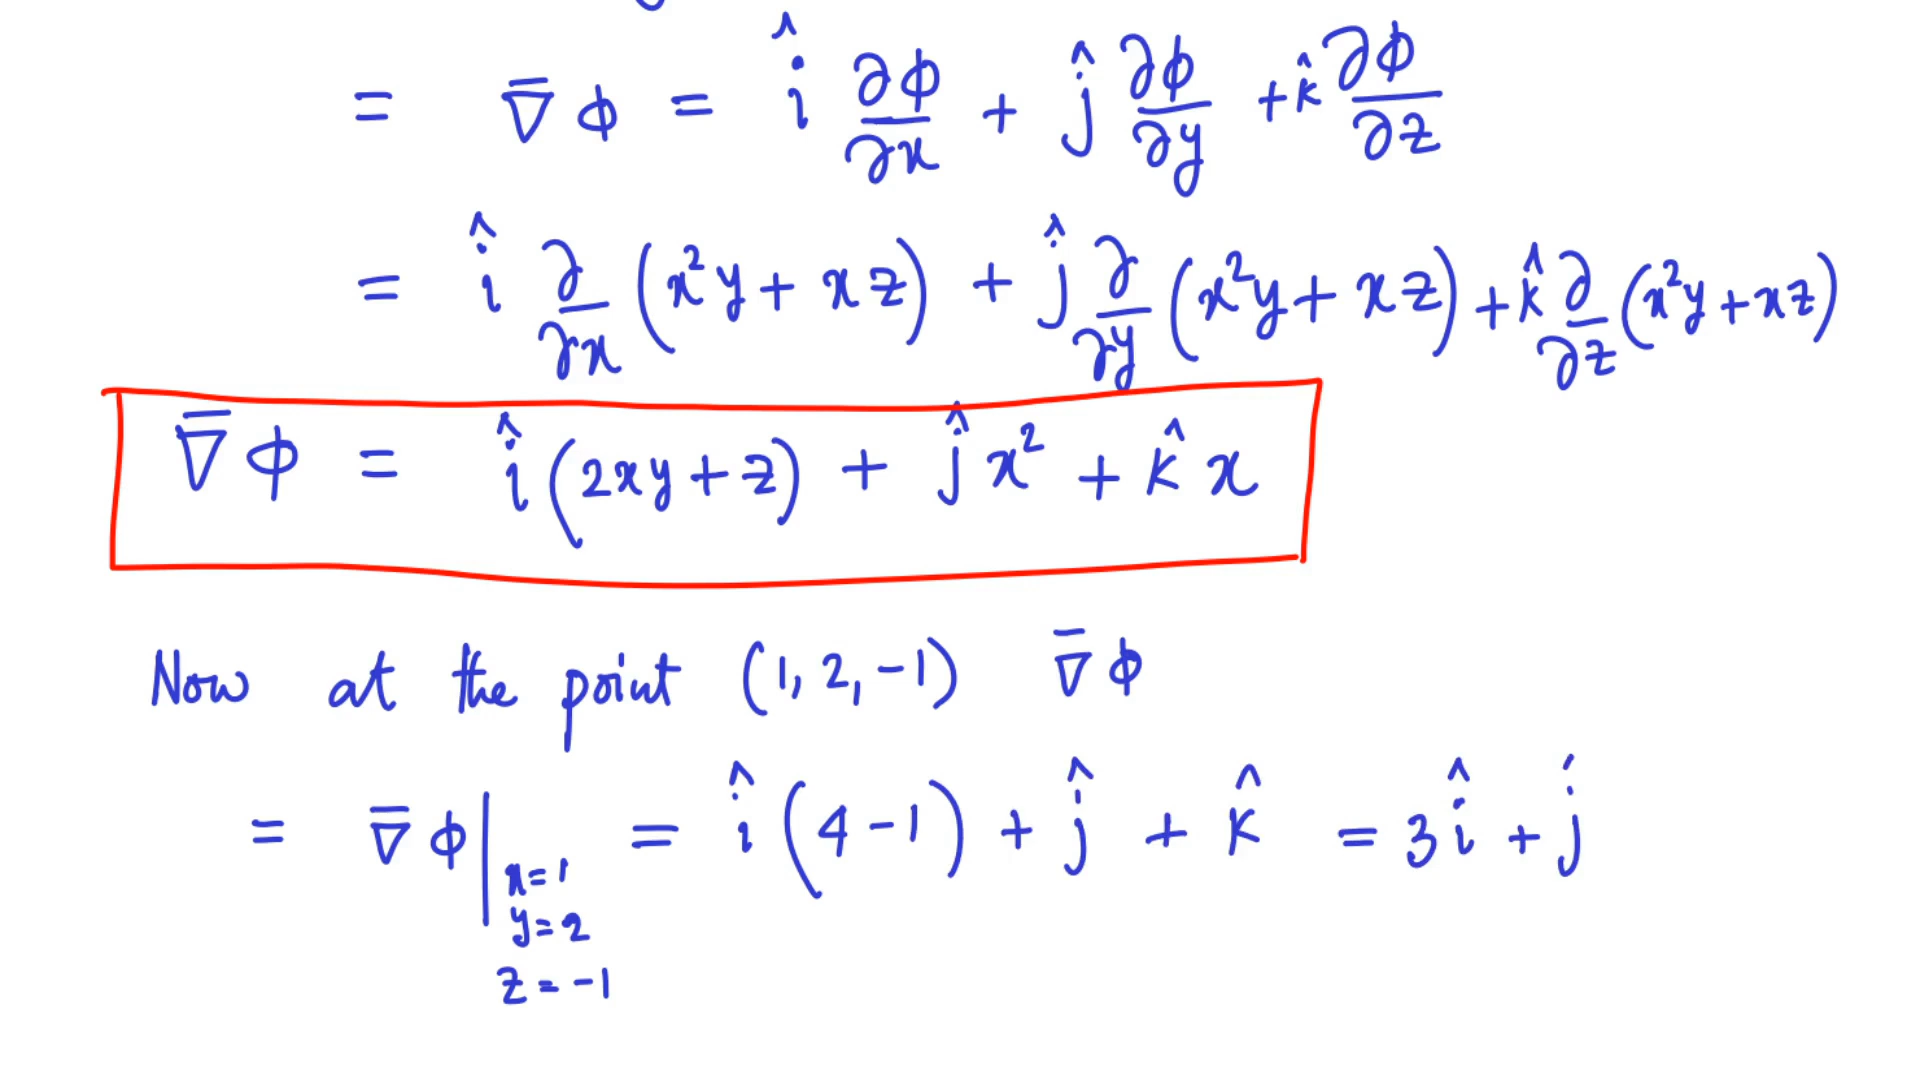 = ∇̅ϕ = î ∂ϕ/∂x + ĵ ∂ϕ/∂y + k̂ ∂ϕ/∂z
= î ∂/∂x (x²y + xz) + ĵ ∂/∂y (x²y + xz) + k̂ ∂/∂z (x²y + xz)
∇̅ϕ = î (2xy + z) + ĵ x² + k̂ x
Now at the point (1, 2, -1) ∇̅ϕ
= ∇̅ϕ | x=1 y=2 z=-1 = î (4 - 1) + ĵ + k̂ = 3î + j